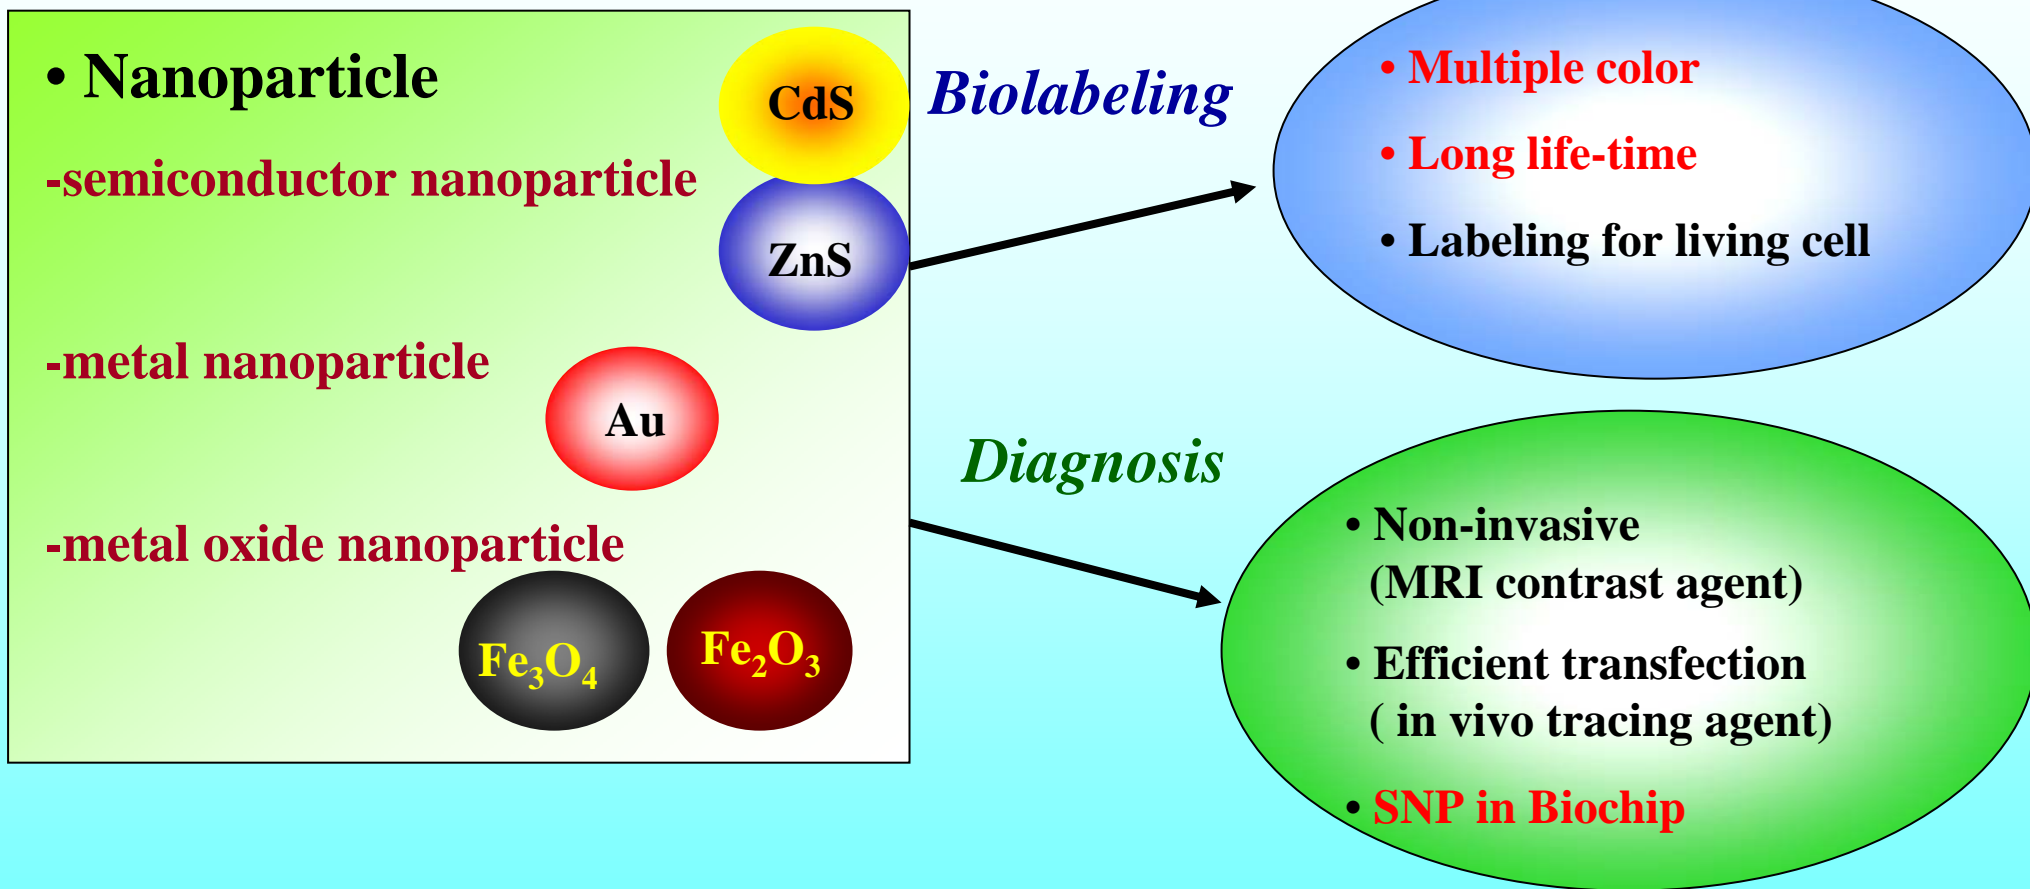 • Nanoparticle
CdS
-semiconductor nanoparticle
ZnS
-metal nanoparticle
Au
-metal oxide nanoparticle
Fe₃O₄
Fe₂O₃
Biolabeling
• Multiple color
• Long life-time
• Labeling for living cell
Diagnosis
• Non-invasive
(MRI contrast agent)
• Efficient transfection
( in vivo tracing agent)
• SNP in Biochip